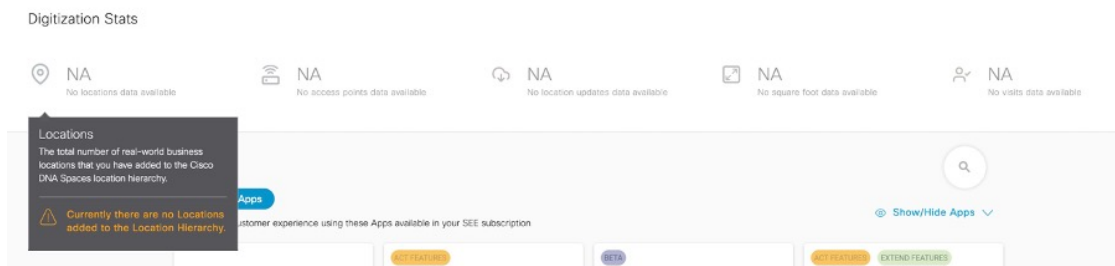 Digitization Stats
NA
No locations data available
NA
No access points data available
NA
No location updates data available
NA
No square foot data available
NA
No visits data available
Locations
The total number of real-world business
locations that you have added to the Cisco
DNA Spaces location hierarchy.
Currently there are no Locations
added to the Location Hierarchy.
Apps
ustomer experience using these Apps available in your SEE subscription
Show/Hide Apps
ACT FEATURES
BETA
ACT FEATURES
EXTEND FEATURES